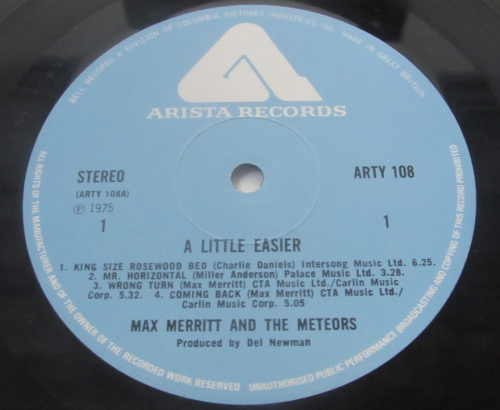 BELL RECORDS A DIVISION OF COLUMBIA PICTURES INDUSTRIES INC. MADE IN GREAT BRITAIN
ARISTA RECORDS
STEREO
ARTY 108
(ARTY 108A)
℗ 1975
1
1
A LITTLE EASIER
1. KING SIZE ROSEWOOD BED (Charlie Daniels) Intersong Music Ltd. 6.25.
2. MR. HORIZONTAL (Miller Anderson) Palace Music Ltd. 3.28.
3. WRONG TURN (Max Merritt) CTA Music Ltd./Carlin Music
Corp. 5.32. 4. COMING BACK (Max Merritt) CTA Music Ltd./
Carlin Music Corp. 5.05
MAX MERRITT AND THE METEORS
Produced by Del Newman
ALL RIGHTS OF THE MANUFACTURER AND OF THE OWNER OF THE RECORDED WORK RESERVED UNAUTHORISED PUBLIC PERFORMANCE BROADCASTING AND COPYING OF THIS RECORD PROHIBITED